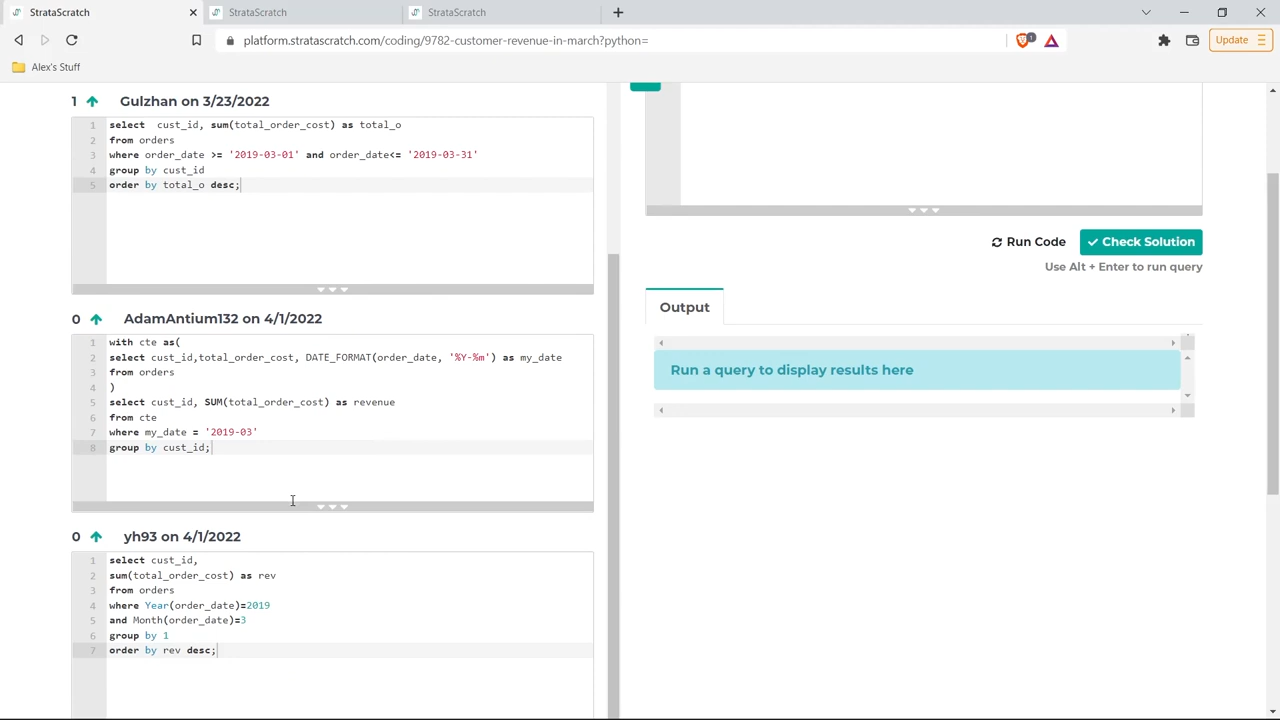 StrataScratch
StrataScratch
StrataScratch
platform.stratascratch.com/coding/9782-customer-revenue-in-march?python=
1
Update
Alex's Stuff
1 Gulzhan on 3/23/2022
1 select  cust_id, sum(total_order_cost) as total_o
2 from orders
3 where order_date >= '2019-03-01' and order_date<= '2019-03-31'
4 group by cust_id
5 order by total_o desc;
0 AdamAntium132 on 4/1/2022
1 with cte as(
2 select cust_id,total_order_cost, DATE_FORMAT(order_date, '%Y-%m') as my_date
3 from orders
4 )
5 select cust_id, SUM(total_order_cost) as revenue
6 from cte
7 where my_date = '2019-03'
8 group by cust_id;
0 yh93 on 4/1/2022
1 select cust_id,
2 sum(total_order_cost) as rev
3 from orders
4 where Year(order_date)=2019
5 and Month(order_date)=3
6 group by 1
7 order by rev desc;
Run Code
Check Solution
Use Alt + Enter to run query
Output
Run a query to display results here